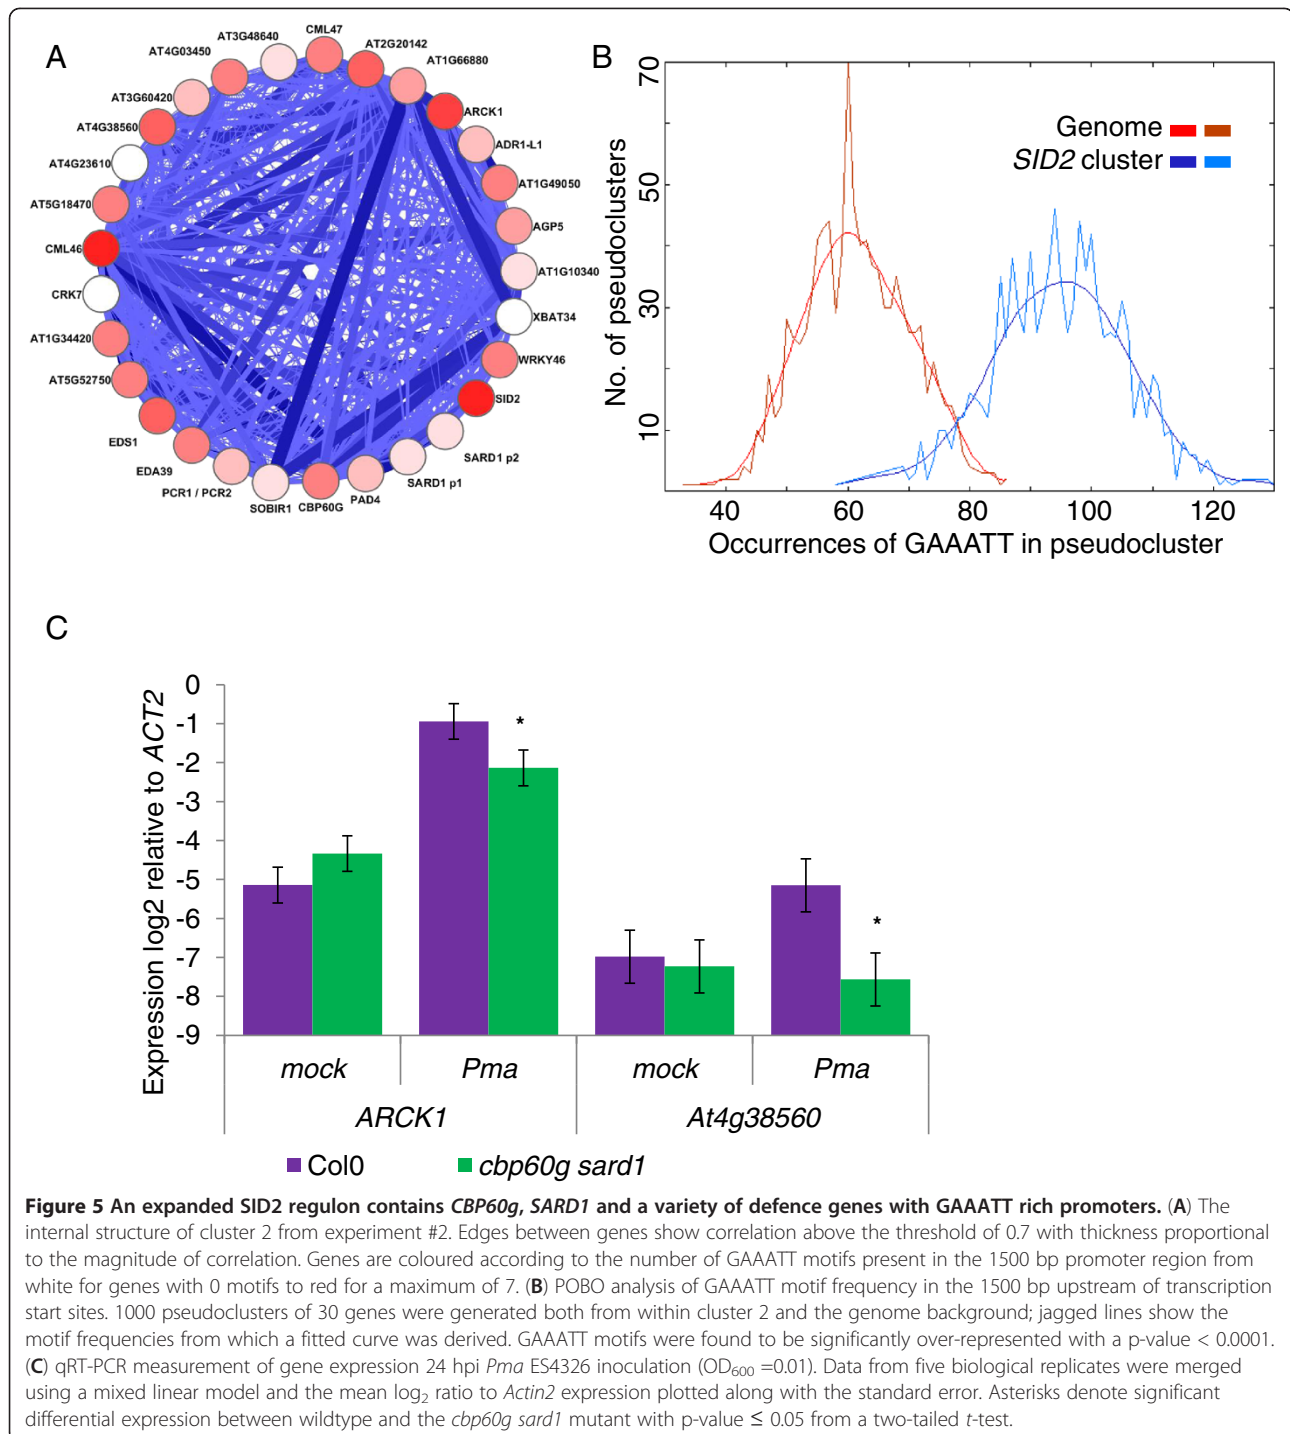 A
CML47
AT3G48640
AT2G20142
AT4G03450
AT1G66880
AT3G60420
ARCK1
AT4G38560
ADR1-L1
AT4G23610
AT1G49050
AT5G18470
AGP5
CML46
AT1G10340
CRK7
XBAT34
AT1G34420
WRKY46
AT5G52750
SID2
EDS1
SARD1 p2
EDA39
SARD1 p1
PCR1 / PCR2
PAD4
SOBIR1
CBP60G
B
No. of pseudoclusters
70
50
30
10
Genome
SID2 cluster
40 60 80 100 120
Occurrences of GAAATT in pseudocluster
C
Expression log2 relative to ACT2
0
-1
-2
-3
-4
-5
-6
-7
-8
-9
*
*
mock Pma mock Pma
ARCK1 At4g38560
Col0 cbp60g sard1
Figure 5 An expanded SID2 regulon contains CBP60g, SARD1 and a variety of defence genes with GAAATT rich promoters. (A) The
internal structure of cluster 2 from experiment #2. Edges between genes show correlation above the threshold of 0.7 with thickness proportional
to the magnitude of correlation. Genes are coloured according to the number of GAAATT motifs present in the 1500 bp promoter region from
white for genes with 0 motifs to red for a maximum of 7. (B) POBO analysis of GAAATT motif frequency in the 1500 bp upstream of transcription
start sites. 1000 pseudoclusters of 30 genes were generated both from within cluster 2 and the genome background; jagged lines show the
motif frequencies from which a fitted curve was derived. GAAATT motifs were found to be significantly over-represented with a p-value < 0.0001.
(C) qRT-PCR measurement of gene expression 24 hpi Pma ES4326 inoculation (OD600 =0.01). Data from five biological replicates were merged
using a mixed linear model and the mean log2 ratio to Actin2 expression plotted along with the standard error. Asterisks denote significant
differential expression between wildtype and the cbp60g sard1 mutant with p-value ≤ 0.05 from a two-tailed t-test.